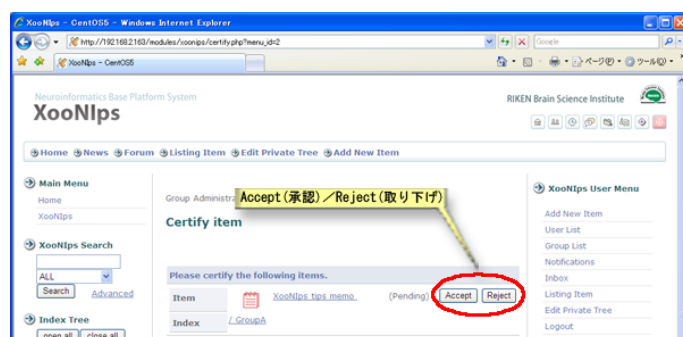 XooNIps - CentOS5 - Windows Internet Explorer
http://192.168.2.163/modules/xoonips/certify.php?menu_id=2
Google
XooNIps - CentOS5
ページ(P)
ツール(O)
Neuroinformatics Base Platform System
XooNIps
RIKEN Brain Science Institute
Home News Forum Listing Item Edit Private Tree Add New Item
Main Menu
Home
XooNIps
XooNIps Search
ALL
Search Advanced
Index Tree
open all close all
Group Administra
Accept(承認)/Reject(取り下げ)
Certify item
Please certify the following items.
Item XooNIps tips memo. (Pending) Accept Reject
Index / GroupA
XooNIps User Menu
Add New Item
User List
Group List
Notifications
Inbox
Listing Item
Edit Private Tree
Logout